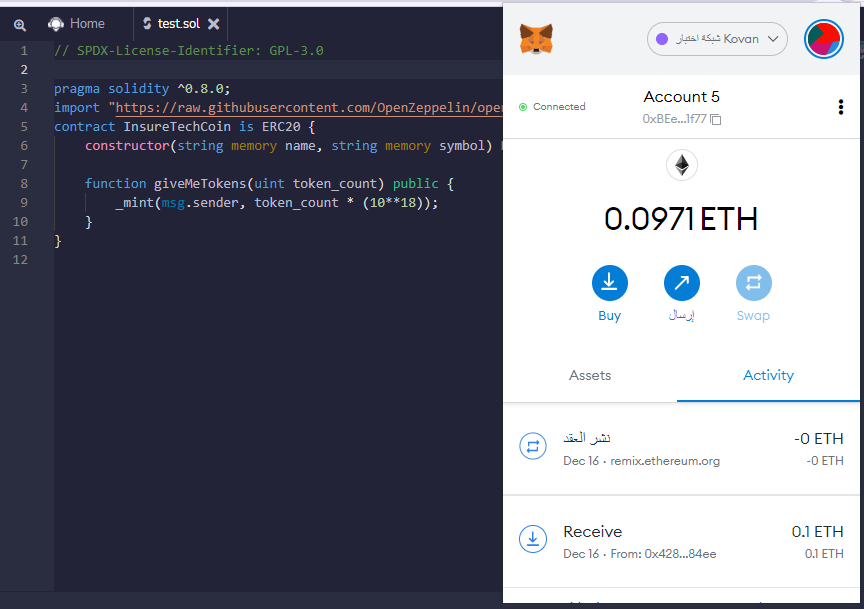 Home
test.sol
1 // SPDX-License-Identifier: GPL-3.0
2
3 pragma solidity ^0.8.0;
4 import "https://raw.githubusercontent.com/OpenZeppelin/open
5 contract InsureTechCoin is ERC20 {
6 constructor(string memory name, string memory symbol)
7
8 function giveMeTokens(uint token_count) public {
9 _mint(msg.sender, token_count * (10**18));
10 }
11 }
12
شبكة اختبار Kovan
Connected
Account 5
0xBEe...1f77
0.0971 ETH
Buy
إرسال
Swap
Assets
Activity
نشر العقد
-0 ETH
Dec 16 · remix.ethereum.org
-0 ETH
Receive
0.1 ETH
Dec 16 · From: 0x428...84ee
0.1 ETH